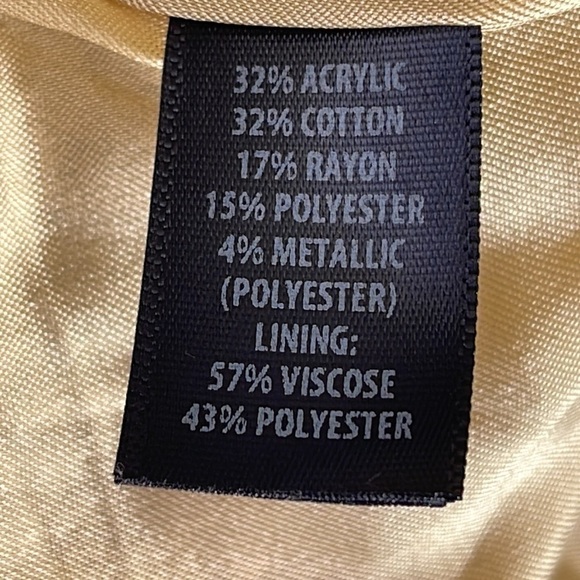 32% ACRYLIC
32% COTTON
17% RAYON
15% POLYESTER
4% METALLIC
(POLYESTER)
LINING:
57% VISCOSE
43% POLYESTER